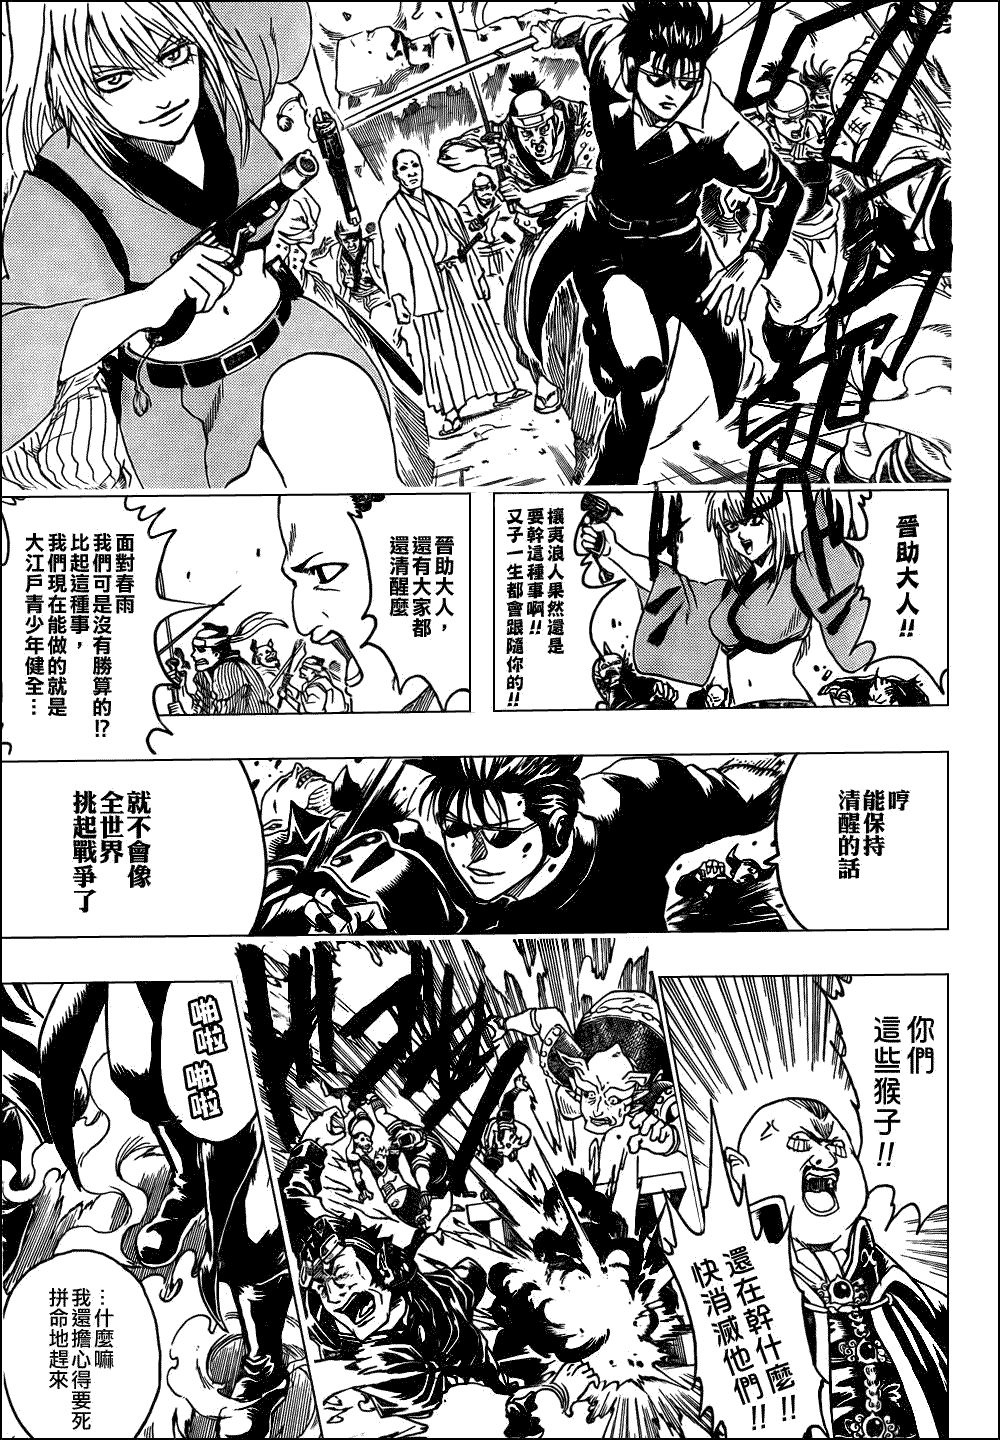 晉助大人!!
攘夷浪人果然還是
要幹這種事啊!!
又子一生都會跟隨你的!!
晉助大人，
還有大家都
還清醒麼
面對春雨
我們可是沒有勝算的!?
比起這種事，
我們現在能做的就是
大江戶青少年健全…
哼
能保持
清醒的話
就不會像
全世界
挑起戰爭了
你們
這些猴子!!
還在幹什麼!!
快消滅他們!!
…什麼嘛
我還擔心得要死
拼命地趕來